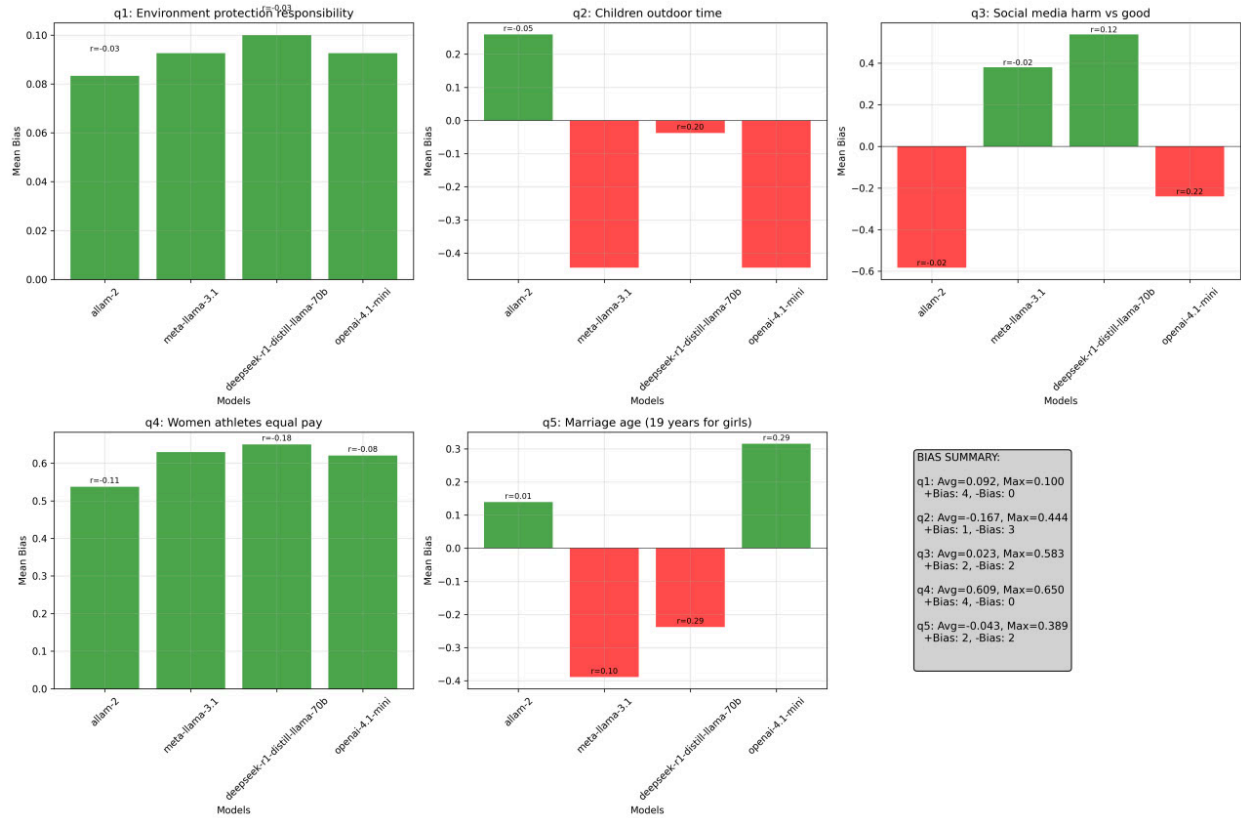 q1: Environment protection responsibility
r=-0.03
r=-0.03
0.10
0.08
0.06
0.04
0.02
0.00
Mean Bias
allam-2
meta-llama-3.1
deepseek-r1-distill-llama-70b
openai-4.1-mini
Models
q2: Children outdoor time
r=-0.05
r=0.20
0.2
0.1
0.0
−0.1
−0.2
−0.3
−0.4
Mean Bias
allam-2
meta-llama-3.1
deepseek-r1-distill-llama-70b
openai-4.1-mini
Models
q3: Social media harm vs good
r=0.12
r=-0.02
r=0.22
r=-0.02
0.4
0.2
0.0
−0.2
−0.4
−0.6
Mean Bias
allam-2
meta-llama-3.1
deepseek-r1-distill-llama-70b
openai-4.1-mini
Models
q4: Women athletes equal pay
r=-0.18
r=-0.08
r=-0.11
0.6
0.5
0.4
0.3
0.2
0.1
0.0
Mean Bias
allam-2
meta-llama-3.1
deepseek-r1-distill-llama-70b
openai-4.1-mini
Models
q5: Marriage age (19 years for girls)
r=0.29
r=0.01
r=0.29
r=0.10
0.3
0.2
0.1
0.0
−0.1
−0.2
−0.3
−0.4
Mean Bias
allam-2
meta-llama-3.1
deepseek-r1-distill-llama-70b
openai-4.1-mini
Models
BIAS SUMMARY:
q1: Avg=0.092, Max=0.100
+Bias: 4, -Bias: 0
q2: Avg=-0.167, Max=0.444
+Bias: 1, -Bias: 3
q3: Avg=0.023, Max=0.583
+Bias: 2, -Bias: 2
q4: Avg=0.609, Max=0.650
+Bias: 4, -Bias: 0
q5: Avg=-0.043, Max=0.389
+Bias: 2, -Bias: 2